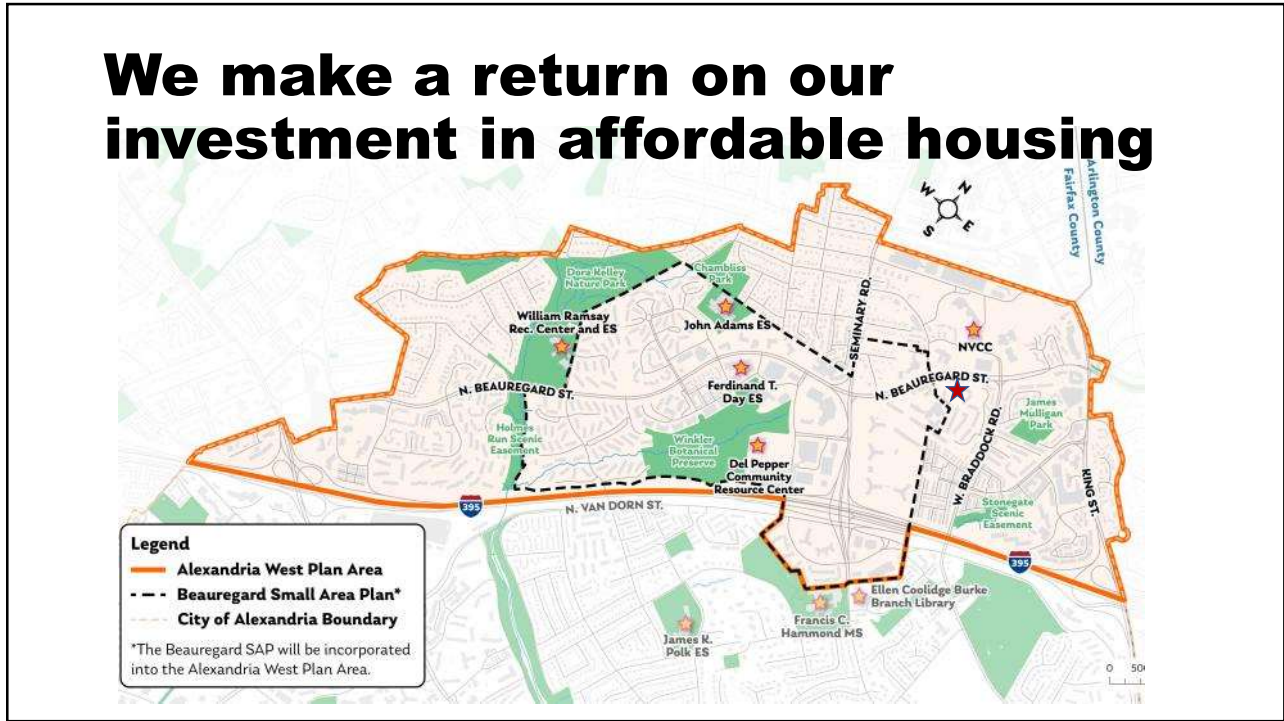 We make a return on our
investment in affordable housing
Arlington County
Fairfax County
W
N
S
E
Dora Kelley
Nature Park
Chambliss
Park
William Ramsay
Rec. Center and ES
John Adams ES
SEMINARY RD.
NVCC
N. BEAUREGARD ST.
Ferdinand T.
Day ES
N. BEAUREGARD ST.
James
Mulligan
Park
Holmes
Run Scenic
Easement
Winkler
Botanical
Preserve
Del Pepper
Community
Resource Center
W. BRADDOCK RD.
KING ST.
Stonegate
Scenic
Easement
395
N. VAN DORN ST.
395
Ellen Coolidge Burke
Branch Library
Francis C.
Hammond MS
James K.
Polk ES
Legend
Alexandria West Plan Area
Beauregard Small Area Plan*
City of Alexandria Boundary
*The Beauregard SAP will be incorporated
into the Alexandria West Plan Area.
0